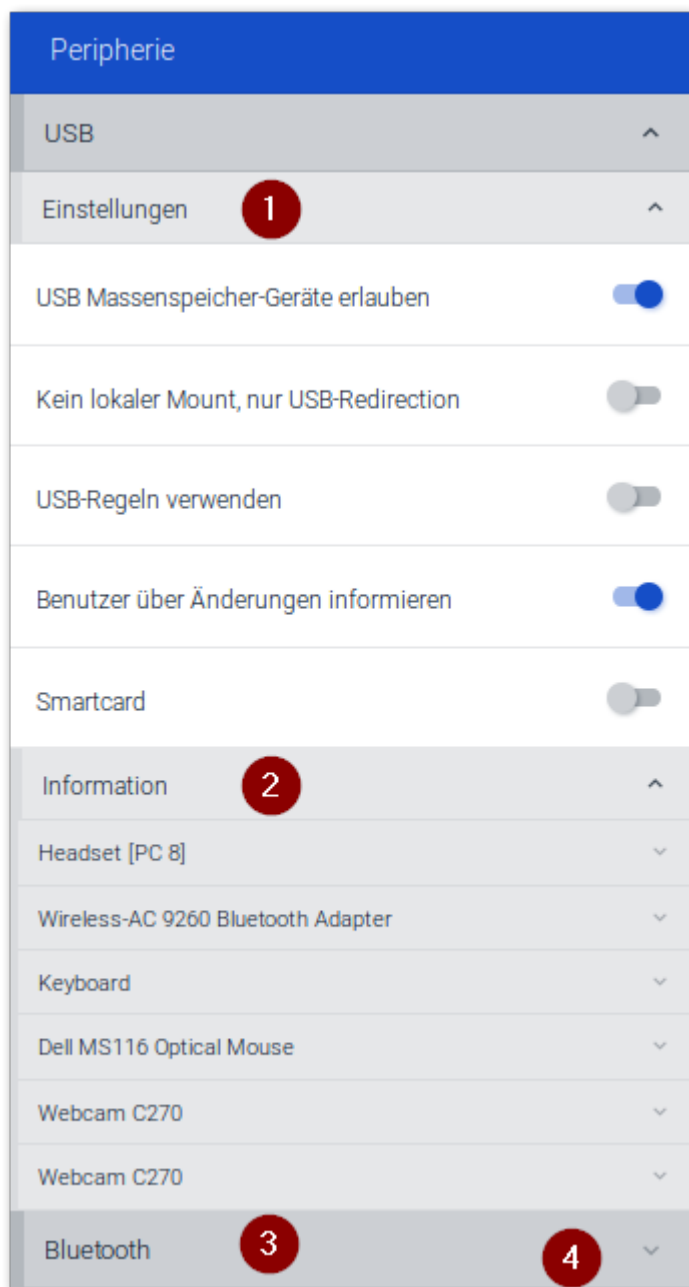 Peripherie
USB
Einstellungen 1
USB Massenspeicher-Geräte erlauben
Kein lokaler Mount, nur USB-Redirection
USB-Regeln verwenden
Benutzer über Änderungen informieren
Smartcard
Information 2
Headset [PC 8]
Wireless-AC 9260 Bluetooth Adapter
Keyboard
Dell MS116 Optical Mouse
Webcam C270
Webcam C270
Bluetooth 3 4